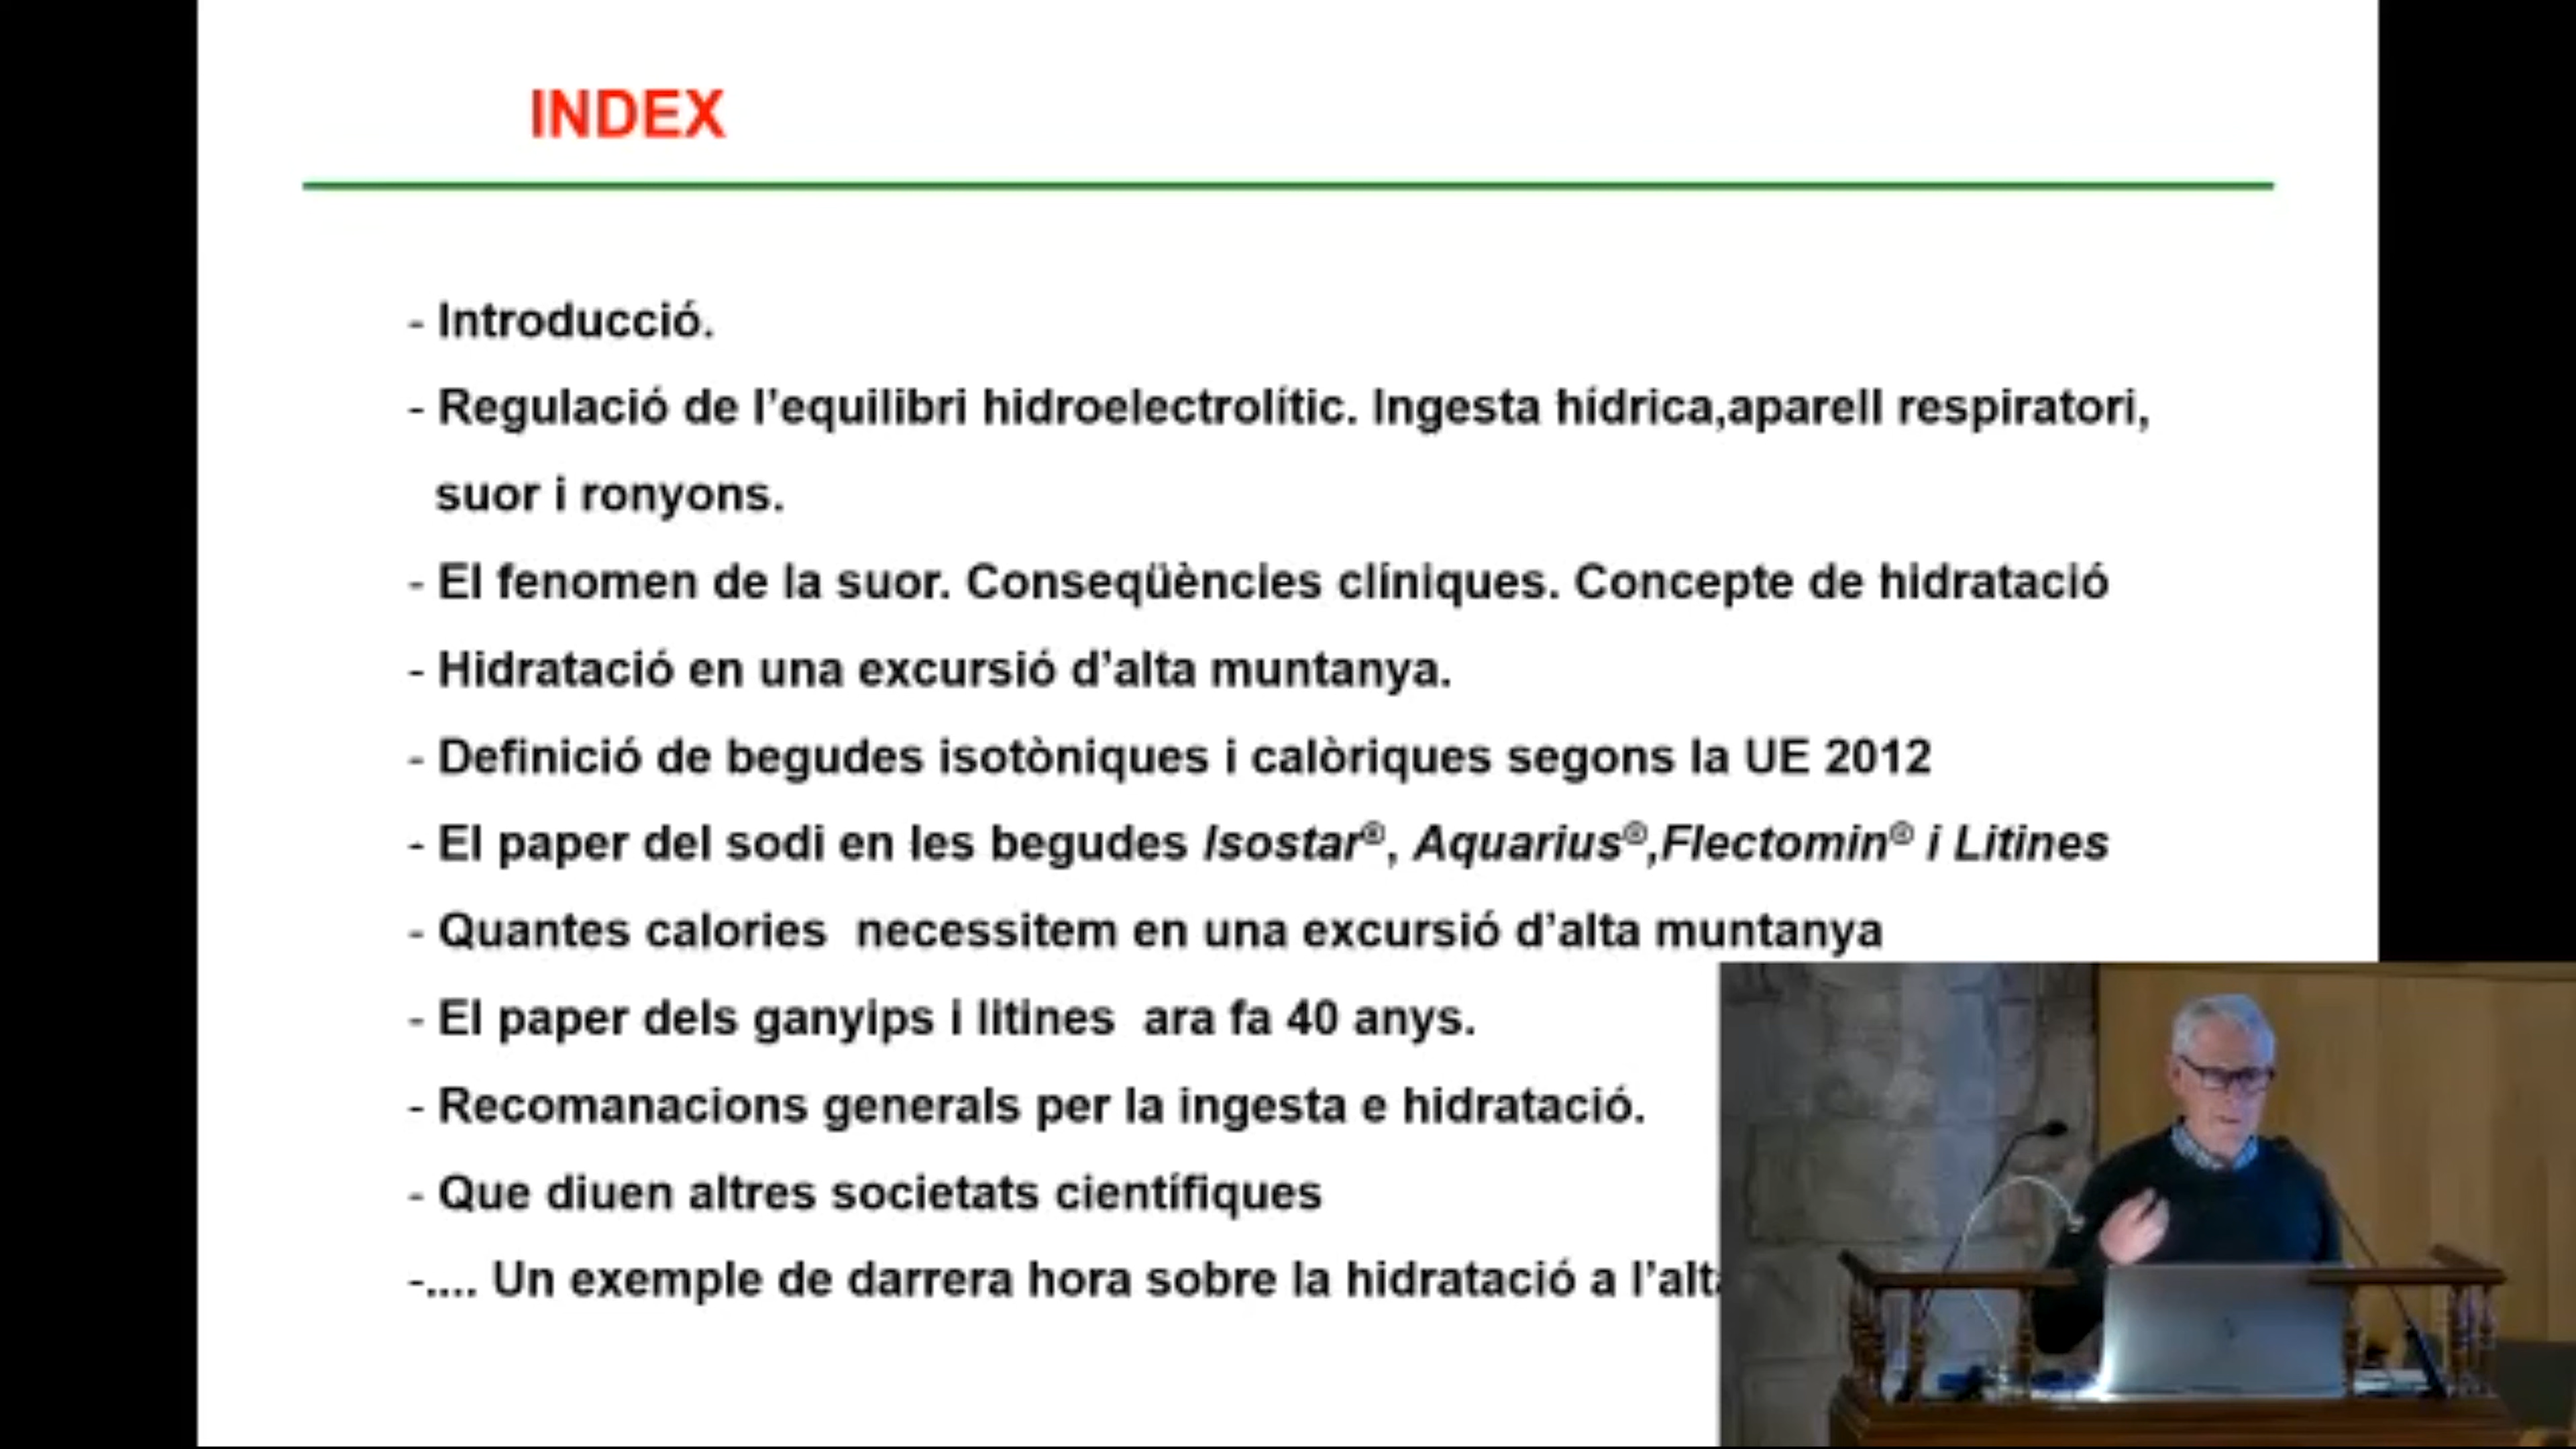 INDEX
- Introducció.
- Regulació de l’equilibri hidroelectrolític. Ingesta hídrica,aparell respiratori,
suor i ronyons.
- El fenomen de la suor. Conseqüències clíniques. Concepte de hidratació
- Hidratació en una excursió d’alta muntanya.
- Definició de begudes isotòniques i calòriques segons la UE 2012
- El paper del sodi en les begudes Isostar®, Aquarius®,Flectomin® i Litines
- Quantes calories  necessitem en una excursió d’alta muntanya
- El paper dels ganyips i litines  ara fa 40 anys.
- Recomanacions generals per la ingesta e hidratació.
- Que diuen altres societats científiques
-.... Un exemple de darrera hora sobre la hidratació a l’alt